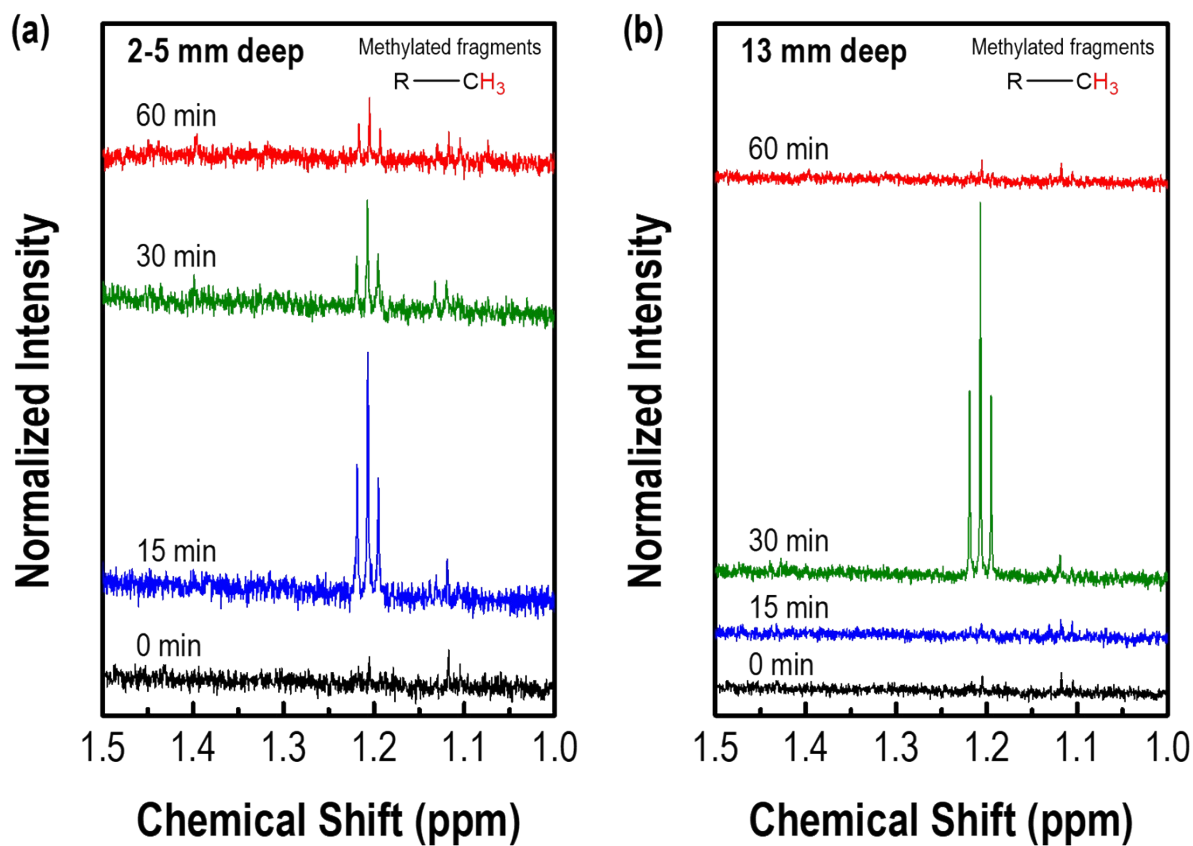 (a)
2-5 mm deep
Methylated fragments
R—CH3
60 min
30 min
15 min
0 min
1.5 1.4 1.3 1.2 1.1 1.0
Chemical Shift (ppm)
Normalized Intensity
(b)
13 mm deep
Methylated fragments
R—CH3
60 min
30 min
15 min
0 min
1.5 1.4 1.3 1.2 1.1 1.0
Chemical Shift (ppm)
Normalized Intensity